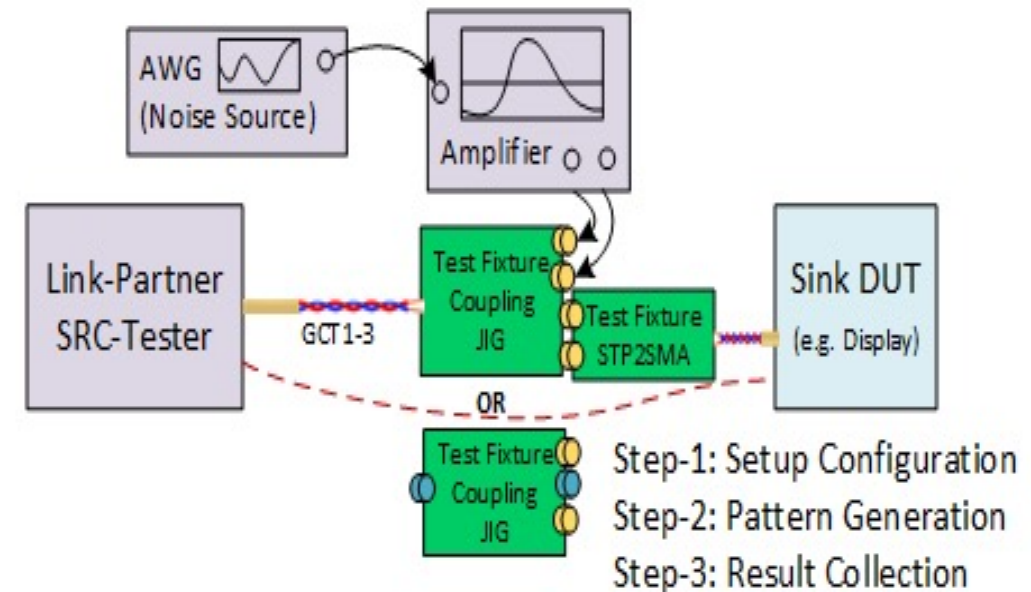 AWG
(Noise Source)
Amplifier
Link-Partner
SRC-Tester
GCT1-3
Test Fixture
Coupling
JIG
Test Fixture
STP2SMA
Sink DUT
(e.g. Display)
OR
Test Fixture
Coupling
JIG
Step-1: Setup Configuration
Step-2: Pattern Generation
Step-3: Result Collection